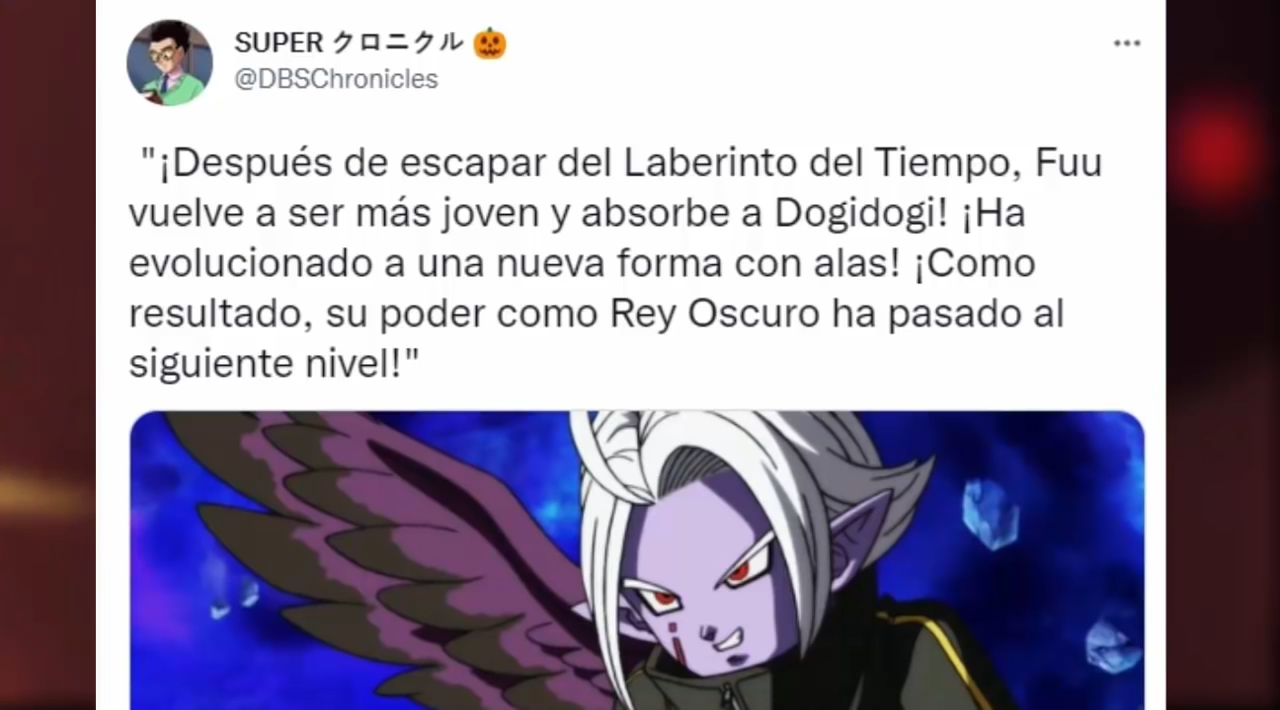 SUPER クロニクル 🎃
@DBSChronicles
"¡Después de escapar del Laberinto del Tiempo, Fuu
vuelve a ser más joven y absorbe a Dogidogi! ¡Ha
evolucionado a una nueva forma con alas! ¡Como
resultado, su poder como Rey Oscuro ha pasado al
siguiente nivel!"